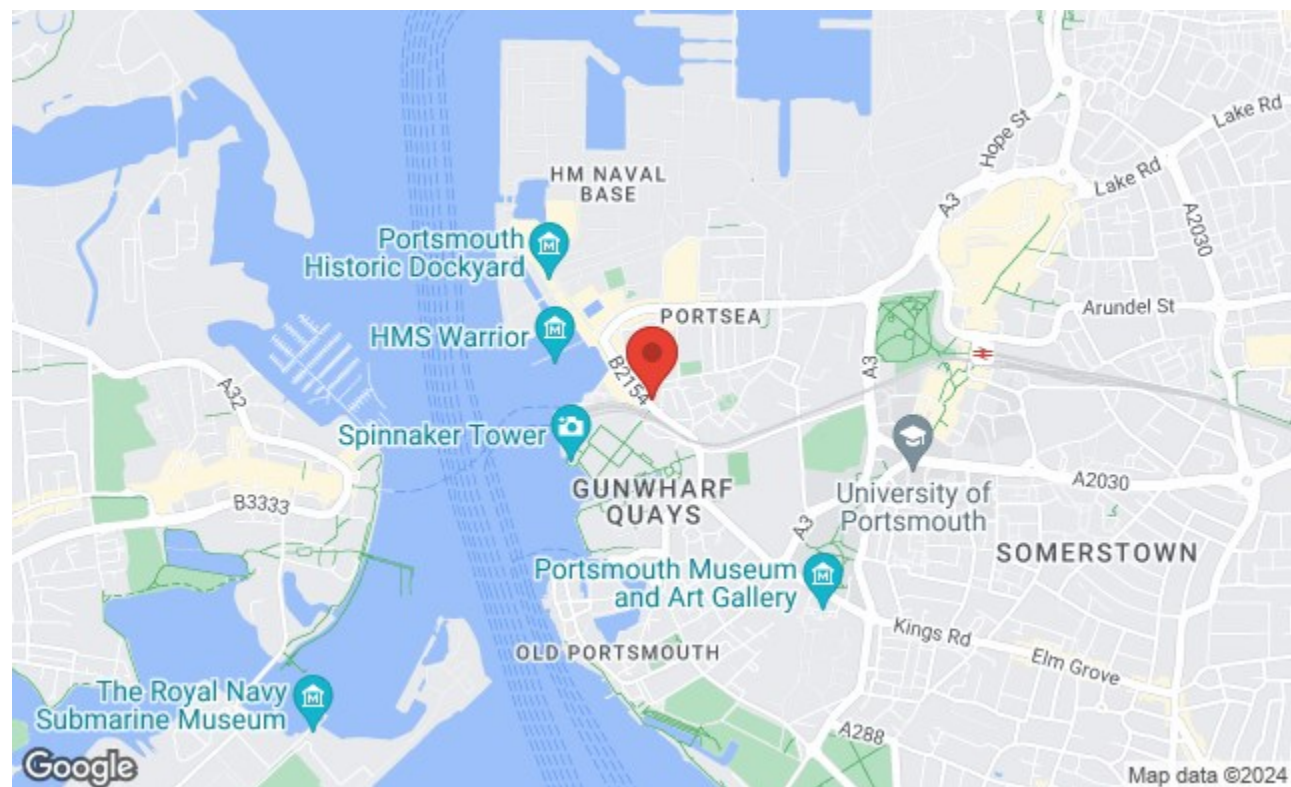 Hope St
Lake Rd
Lake Rd
HM NAVAL
BASE
A3
A2030
Portsmouth
Historic Dockyard
Arundel St
PORTSEA
HMS Warrior
B2154
A3
A32
Spinnaker Tower
GUNWHARF
QUAYS
B3333
A2030
University of
Portsmouth
A3
SOMERSTOWN
Portsmouth Museum
and Art Gallery
Kings Rd
Elm Grove
OLD PORTSMOUTH
The Royal Navy
Submarine Museum
A288
Google
Map data ©2024